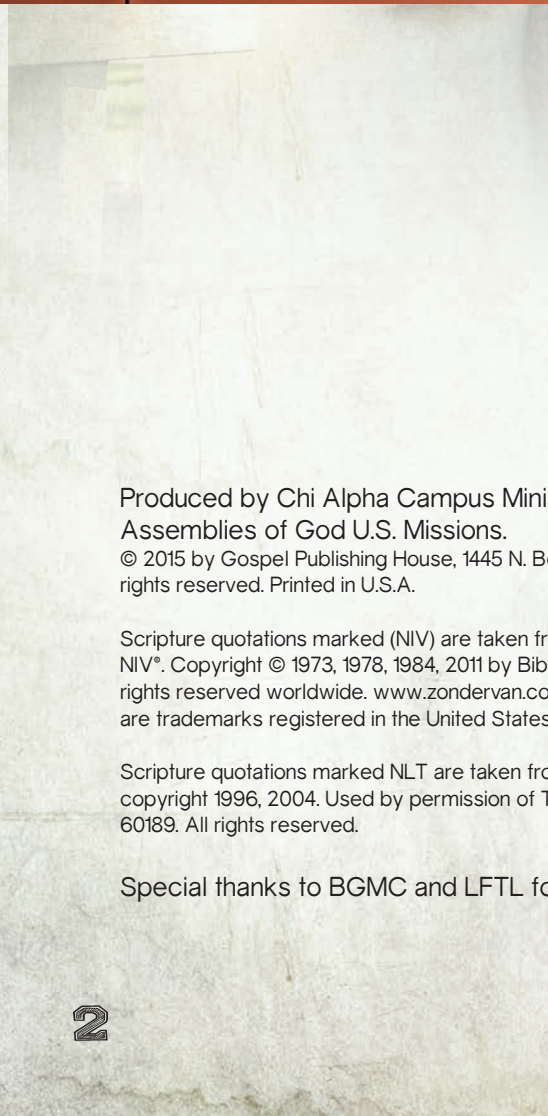 Produced by Chi Alpha Campus Mini
Assemblies of God U.S. Missions.
© 2015 by Gospel Publishing House, 1445 N. B
rights reserved. Printed in U.S.A.
Scripture quotations marked (NIV) are taken fr
NIV®. Copyright © 1973, 1978, 1984, 2011 by Bib
rights reserved worldwide. www.zondervan.co
are trademarks registered in the United States
Scripture quotations marked NLT are taken fro
copyright 1996, 2004. Used by permission of T
60189. All rights reserved.
Special thanks to BGMC and LFTL fo
2